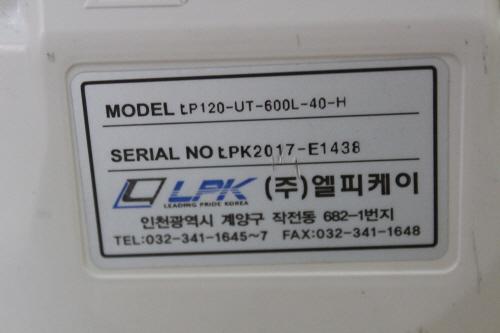 MODEL : LP120-UT-600L-40-H
SERIAL NO : LPK2017-E1438
LPK (주)엘피케이
LEADING PRIDE KOREA
인천광역시 계양구 작전동 682-1번지
TEL:032-341-1645~7 FAX:032-341-1648